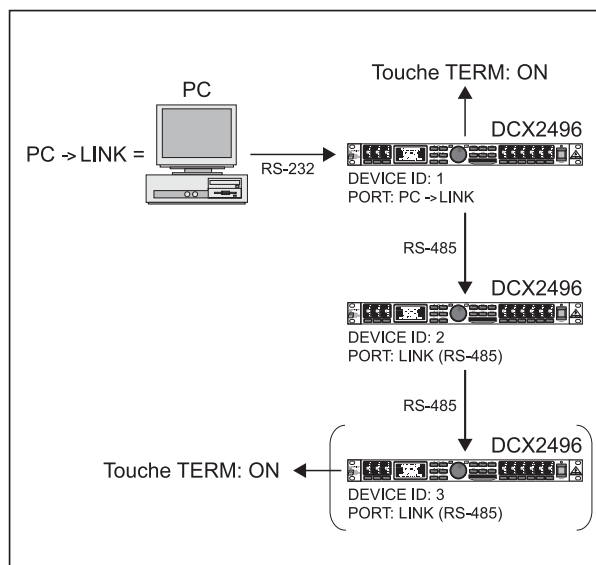 Touche TERM: ON
PC
DCX2496
PC ->LINK =
RS-232
DEVICE ID: 1
PORT: PC ->LINK
RS-485
DCX2496
DEVICE ID: 2
PORT: LINK (RS-485)
RS-485
DCX2496
Touche TERM: ON
DEVICE ID: 3
PORT: LINK (RS-485)